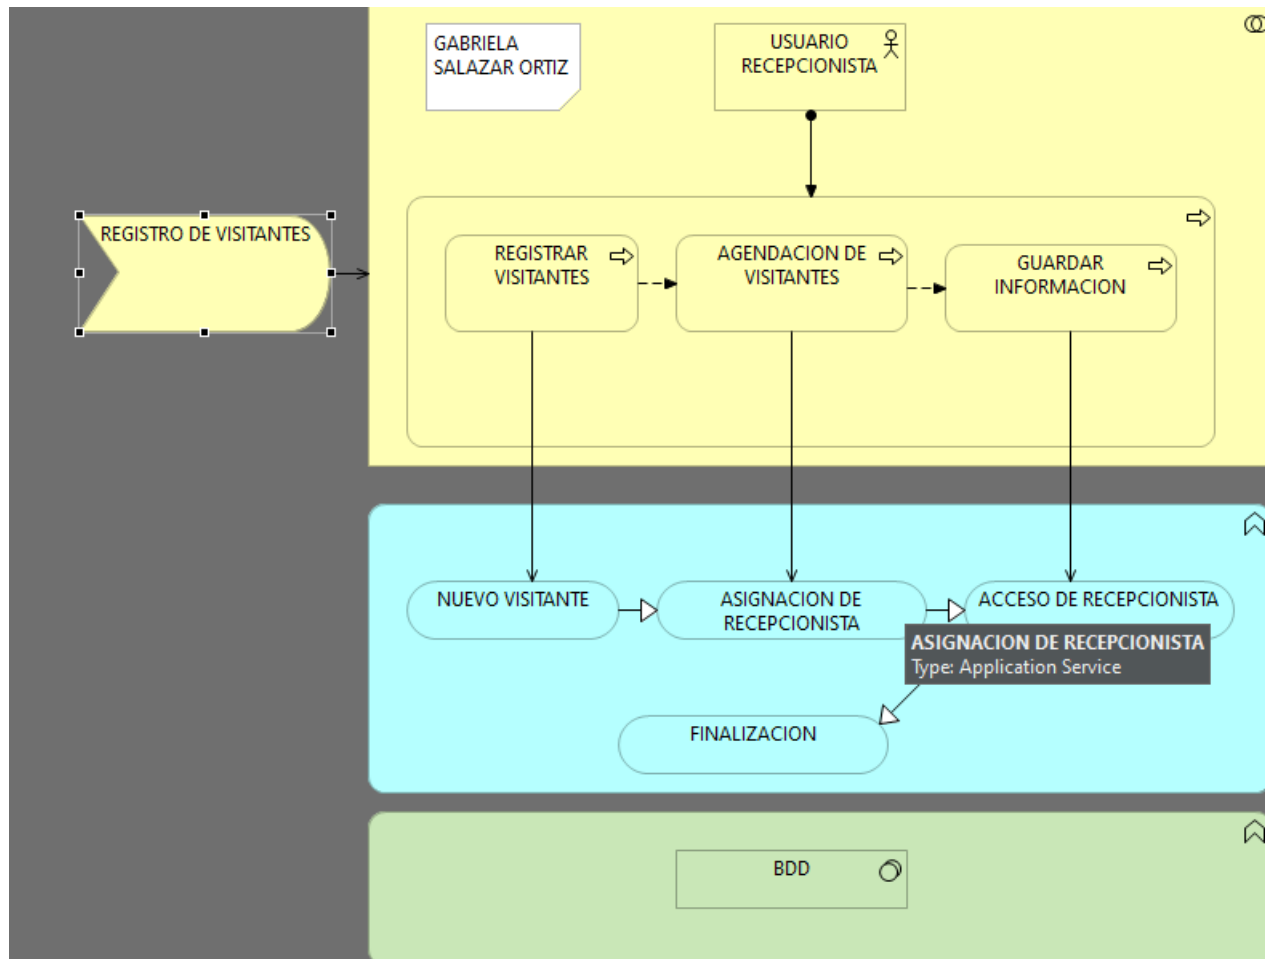 GABRIELA
SALAZAR ORTIZ
USUARIO
RECEPCIONISTA
REGISTRO DE VISITANTES
REGISTRAR
VISITANTES
AGENDACION DE
VISITANTES
GUARDAR
INFORMACION
NUEVO VISITANTE
ASIGNACION DE
RECEPCIONISTA
ACCESO DE RECEPCIONISTA
ASIGNACION DE RECEPCIONISTA
Type: Application Service
FINALIZACION
BDD